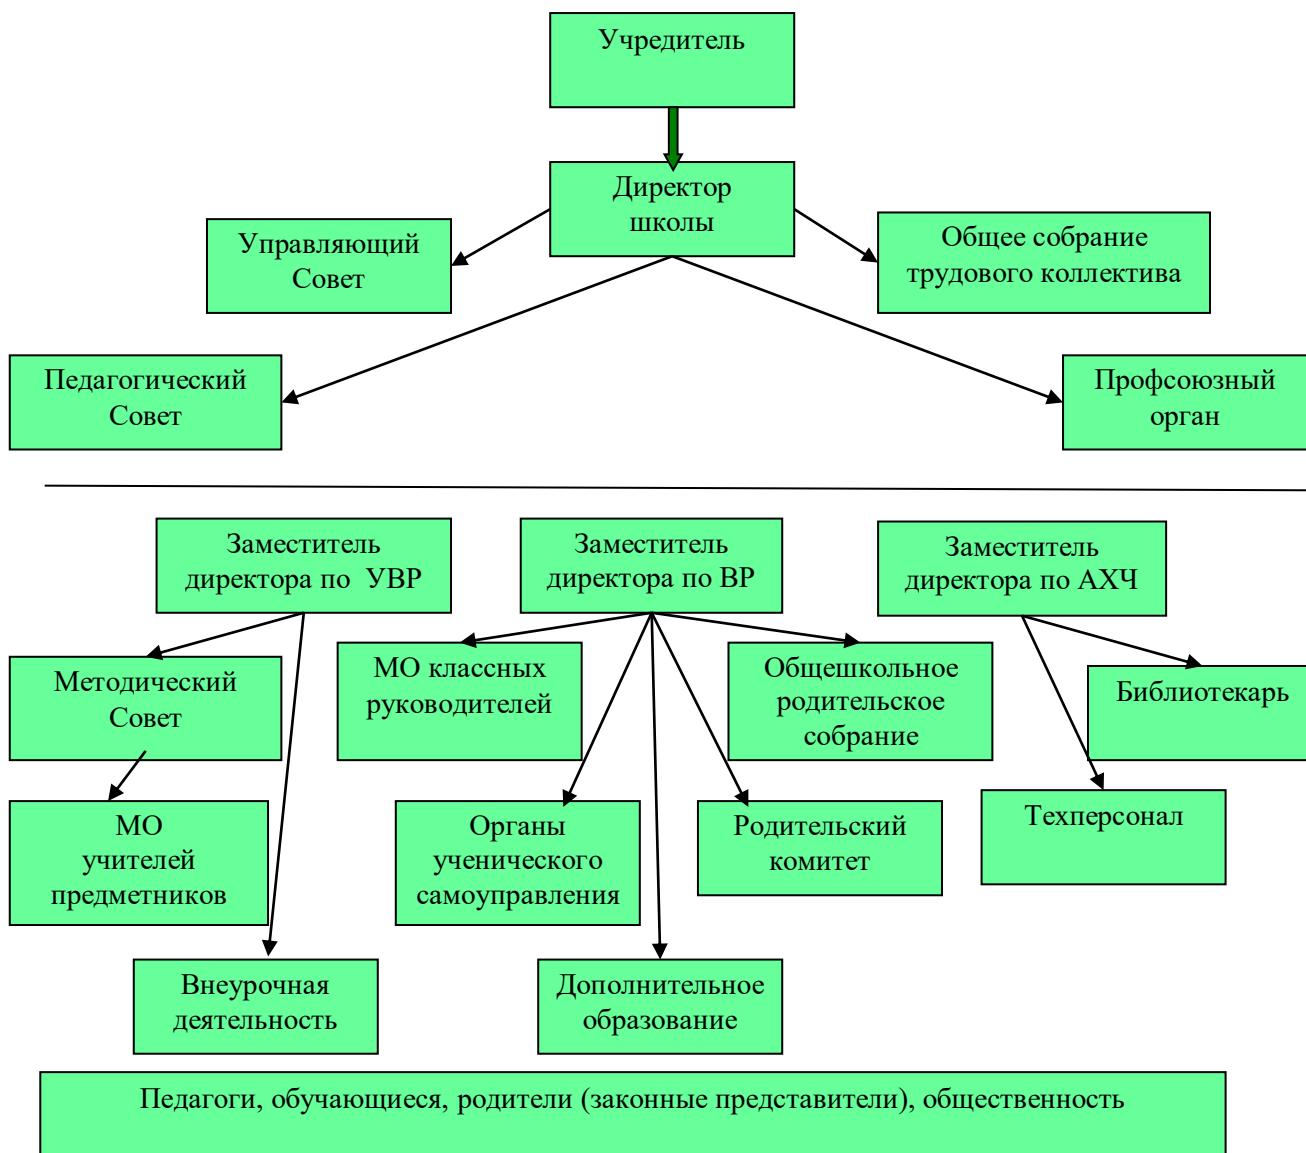 Учредитель
Директор
школы
Управляющий
Совет
Общее собрание
трудового коллектива
Педагогический
Совет
Профсоюзный
орган
Заместитель
директора по УВР
Заместитель
директора по ВР
Заместитель
директора по АХЧ
Методический
Совет
МО классных
руководителей
Общешкольное
родительское
собрание
Библиотекарь
МО
учителей
предметников
Органы
ученического
самоуправления
Родительский
комитет
Техперсонал
Внеурочная
деятельность
Дополнительное
образование
Педагоги, обучающиеся, родители (законные представители), общественность